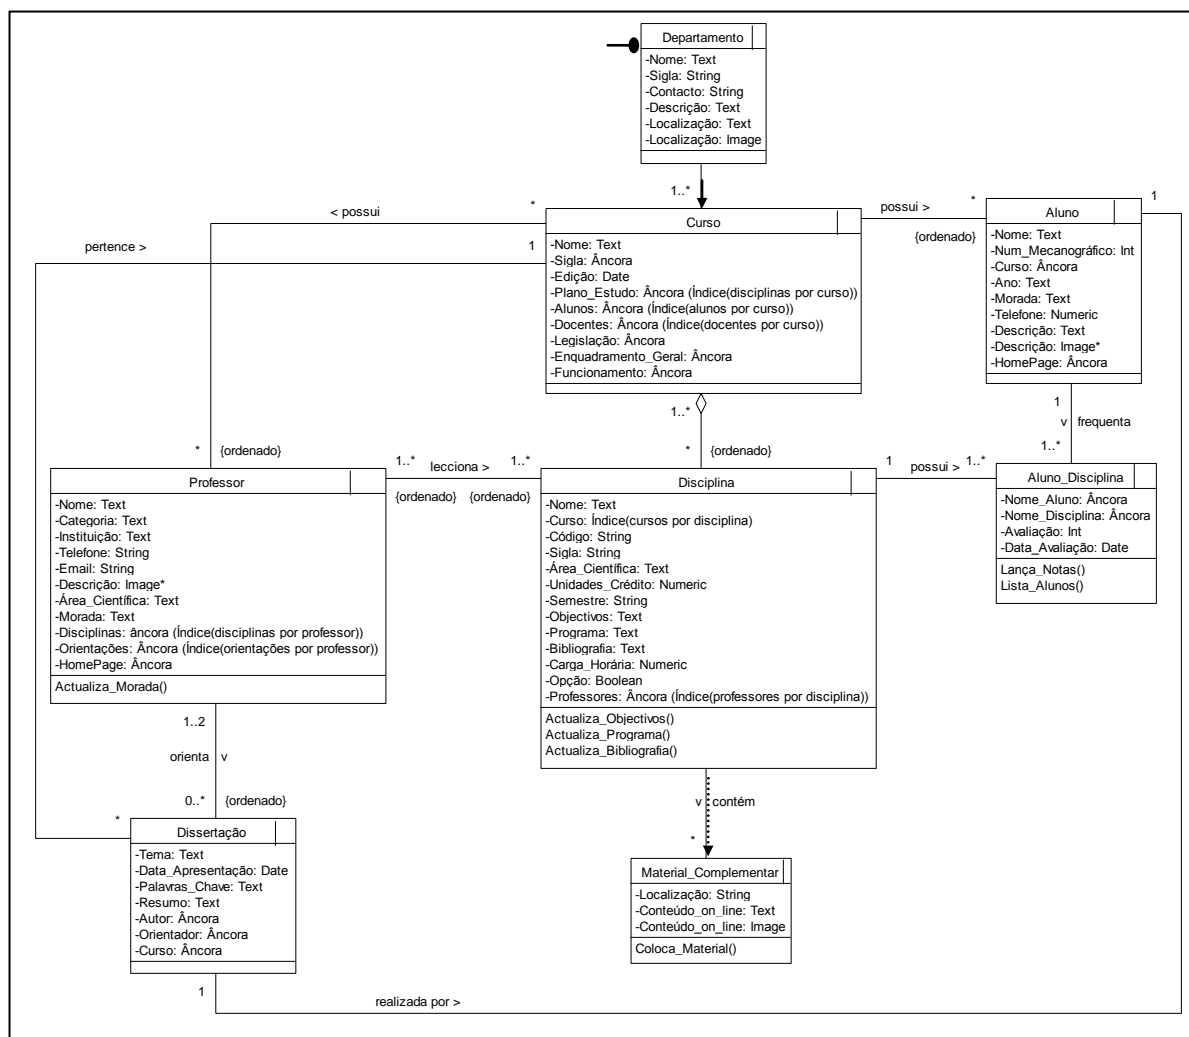 Departamento
-Nome: Text
-Sigla: String
-Contacto: String
-Descrição: Text
-Localização: Text
-Localização: Image
1..*
< possui
*
possui >
*
{ordenado}
1
pertence >
1
Curso
-Nome: Text
-Sigla: Âncora
-Edição: Date
-Plano_Estudo: Âncora (Índice(disciplinas por curso))
-Alunos: Âncora (Índice(alunos por curso))
-Docentes: Âncora (Índice(docentes por curso))
-Legislação: Âncora
-Enquadramento_Geral: Âncora
-Funcionamento: Âncora
Aluno
-Nome: Text
-Num_Mecanográfico: Int
-Curso: Âncora
-Ano: Text
-Morada: Text
-Telefone: Numeric
-Descrição: Text
-Descrição: Image*
-HomePage: Âncora
1..*
*
{ordenado}
1
v frequenta
1..*
*
{ordenado}
1..*
lecciona >
1..*
{ordenado}
{ordenado}
1
possui >
1..*
Professor
-Nome: Text
-Categoria: Text
-Instituição: Text
-Telefone: String
-Email: String
-Descrição: Image*
-Área_Científica: Text
-Morada: Text
-Disciplinas: âncora (Índice(disciplinas por professor))
-Orientações: Âncora (Índice(orientações por professor))
-HomePage: Âncora
Actualiza_Morada()
Disciplina
-Nome: Text
-Curso: Índice(cursos por disciplina)
-Código: String
-Sigla: String
-Área_Científica: Text
-Unidades_Crédito: Numeric
-Semestre: String
-Objectivos: Text
-Programa: Text
-Bibliografia: Text
-Carga_Horária: Numeric
-Opção: Boolean
-Professores: Âncora (Índice(professores por disciplina))
Actualiza_Objectivos()
Actualiza_Programa()
Actualiza_Bibliografia()
Aluno_Disciplina
-Nome_Aluno: Âncora
-Nome_Disciplina: Âncora
-Avaliação: Int
-Data_Avaliação: Date
Lança_Notas()
Lista_Alunos()
1..2
orienta v
0..*
{ordenado}
*
v contém
*
Dissertação
-Tema: Text
-Data_Apresentação: Date
-Palavras_Chave: Text
-Resumo: Text
-Autor: Âncora
-Orientador: Âncora
-Curso: Âncora
Material_Complementar
-Localização: String
-Conteúdo_on_line: Text
-Conteúdo_on_line: Image
Coloca_Material()
1
realizada por >